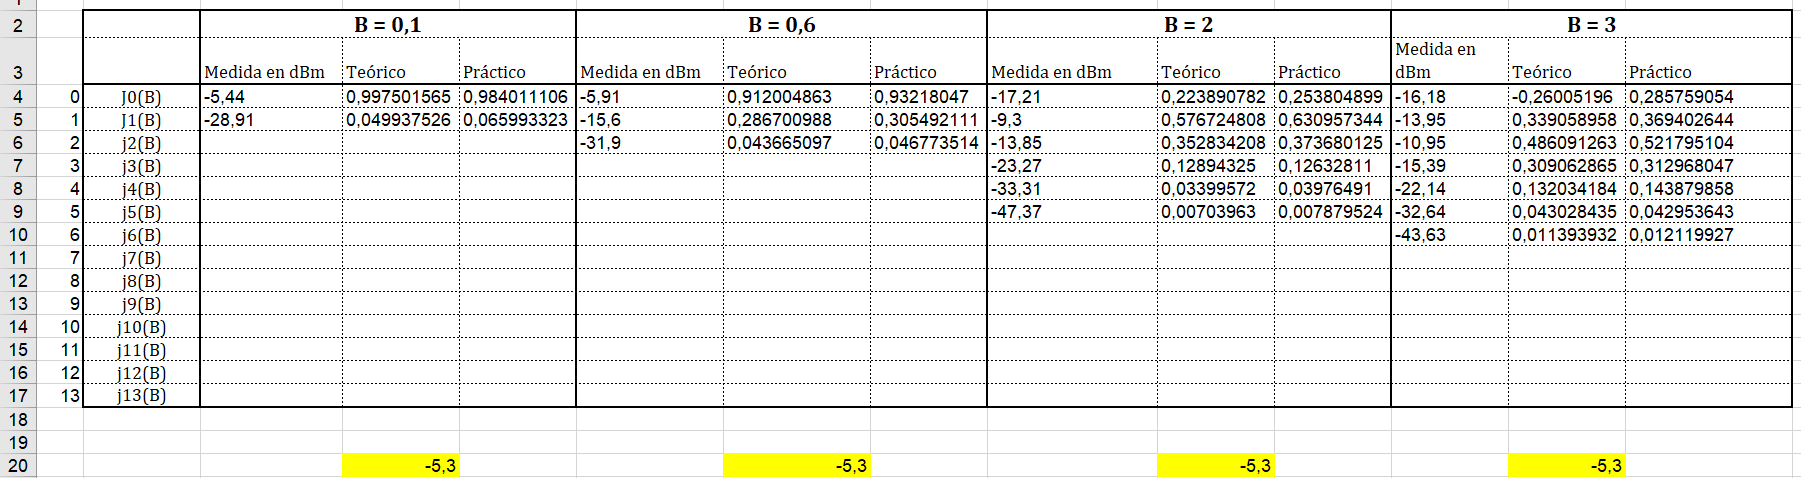 2 B = 0,1 B = 0,6 B = 2 B = 3
3 Medida en dBm Teórico Práctico Medida en dBm Teórico Práctico Medida en dBm Teórico Práctico Medida en dBm Teórico Práctico
4 0 J0(B) -5,44 0,997501565 0,984011106 -5,91 0,912004863 0,93218047 -17,21 0,223890782 0,253804899 -16,18 -0,26005196 0,285759054
5 1 J1(B) -28,91 0,049937526 0,065993323 -15,6 0,286700988 0,305492111 -9,3 0,576724808 0,630957344 -13,95 0,339058958 0,369402644
6 2 j2(B) -31,9 0,043665097 0,046773514 -13,85 0,352834208 0,373680125 -10,95 0,486091263 0,521795104
7 3 j3(B) -23,27 0,12894325 0,12632811 -15,39 0,309062865 0,312968047
8 4 j4(B) -33,31 0,03399572 0,03976491 -22,14 0,132034184 0,143879858
9 5 j5(B) -47,37 0,00703963 0,007879524 -32,64 0,043028435 0,042953643
10 6 j6(B) -43,63 0,011393932 0,012119927
11 7 j7(B)
12 8 j8(B)
13 9 j9(B)
14 10 j10(B)
15 11 j11(B)
16 12 j12(B)
17 13 j13(B)
18
19
20 -5,3 -5,3 -5,3 -5,3